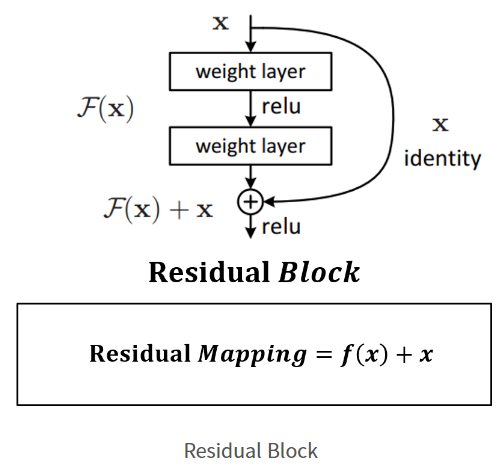 x
weight layer
relu
F(x)
weight layer
x
identity
F(x) + x
+
relu
Residual Block
Residual Mapping = f(x) + x
Residual Block